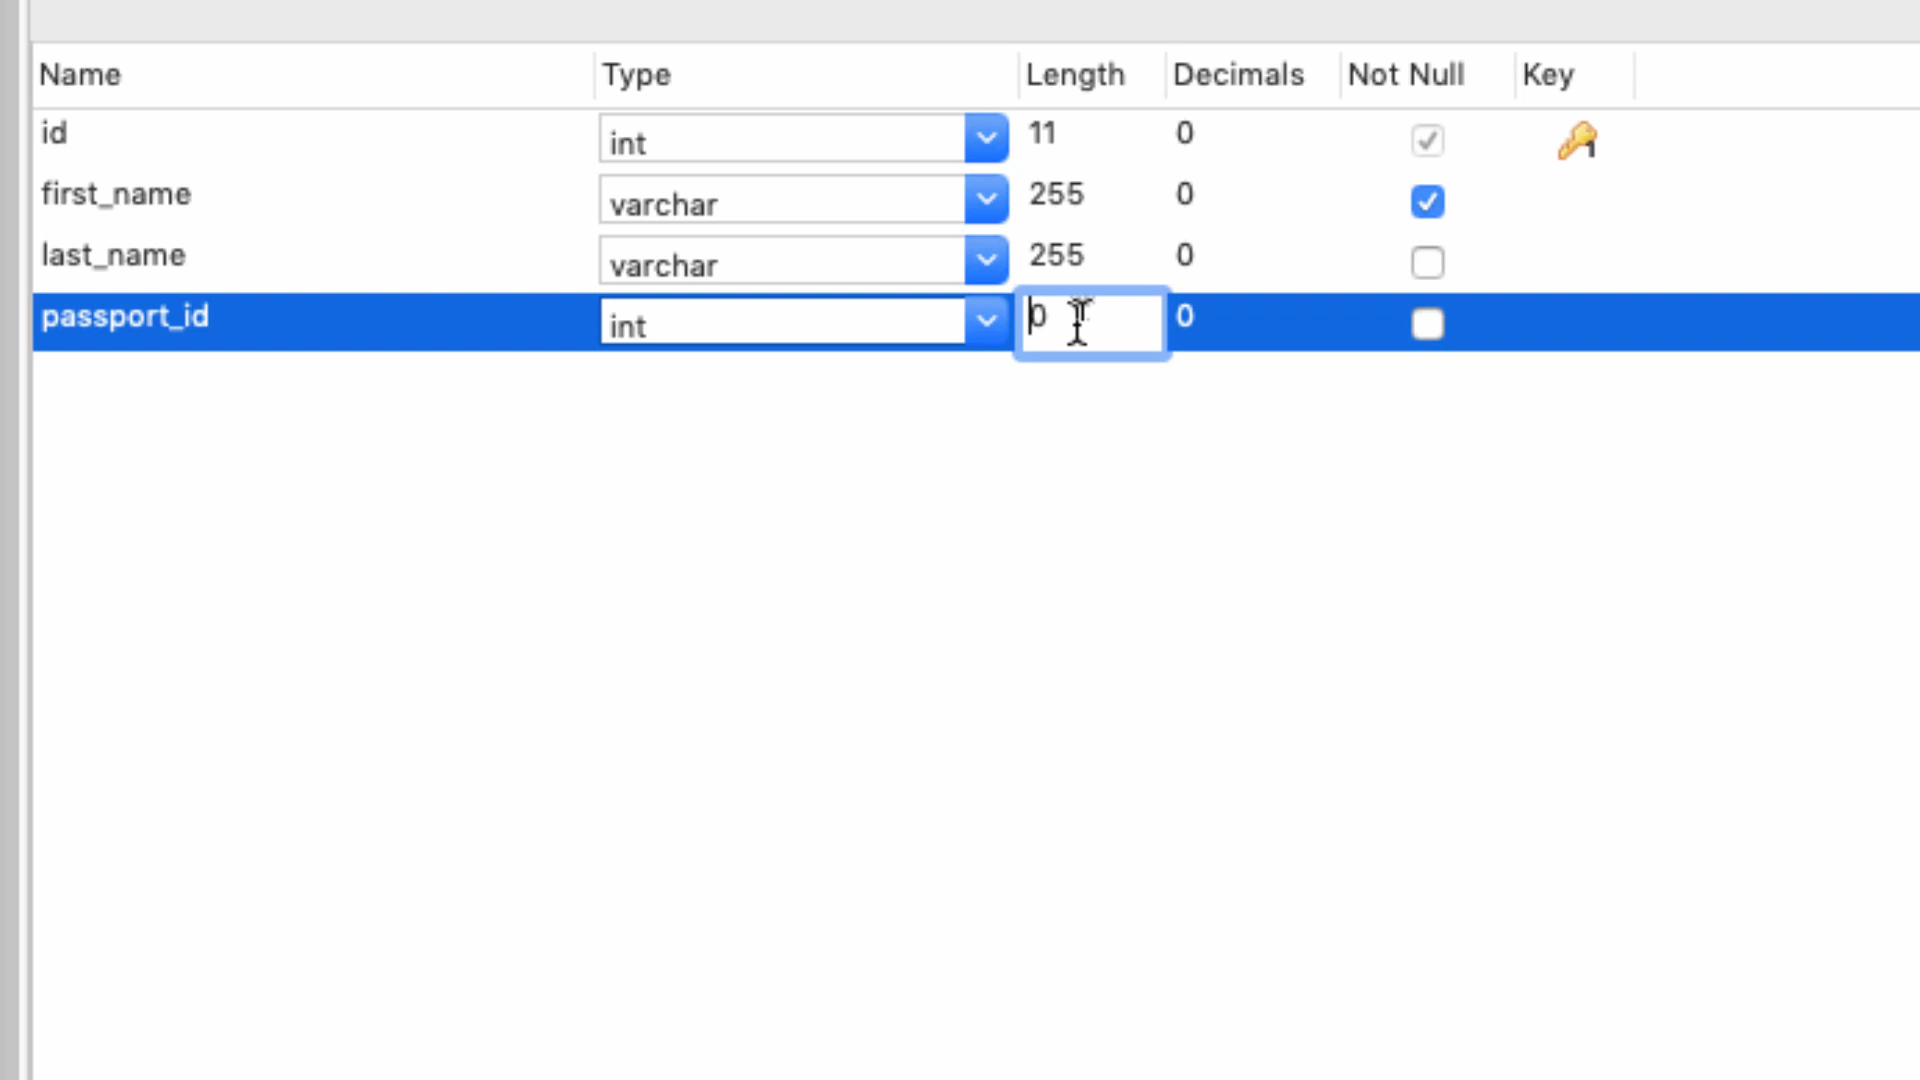 Name Type Length Decimals Not Null Key
id int 11 0
first_name varchar 255 0
last_name varchar 255 0
passport_id int 0 0